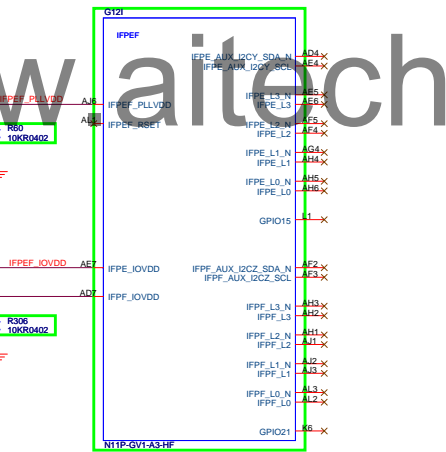 G12I
IFPEF
IFPE_AUX_I2CY_SDA_N AD4
IFPE_AUX_I2CY_SCL AE4
IFPEF_PLLVDD AJ6 IFPEF_PLLVDD
IFPE_L3_N AE5
IFPE_L3 AE6
IFPEF_RSET
IFPE_L2_N AF5
IFPE_L2 AF4
R60
10KR0402
IFPE_L1_N AG4
IFPE_L1 AH4
IFPE_L0_N AH5
IFPE_L0 AH6
GPIO15 L1
IFPEF_IOVDD AE7 IFPE_IOVDD
IFPF_AUX_I2CZ_SDA_N AF2
IFPF_AUX_I2CZ_SCL AF3
AD7 IFPF_IOVDD
IFPF_L3_N AH3
IFPF_L3 AH2
R306
10KR0402
IFPF_L2_N AH1
IFPF_L2 AJ1
IFPF_L1_N AJ2
IFPF_L1 AJ3
IFPF_L0_N AL3
IFPF_L0 AL2
GPIO21 K6
N11P-GV1-A3-HF
w.aitech